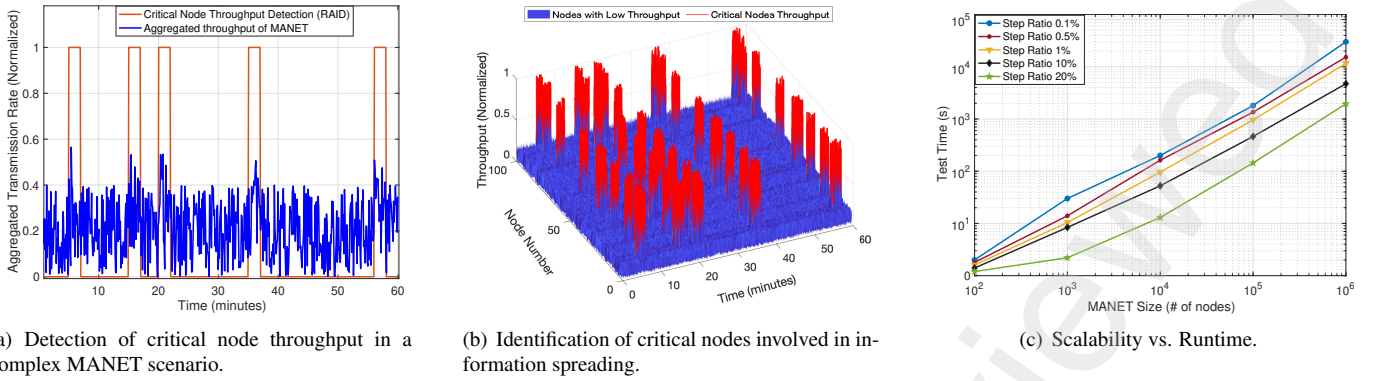 Critical Node Throughput Detection (RAID)
Aggregated throughput of MANET
Aggregated Transmission Rate (Normalized)
1
0.8
0.6
0.4
0.2
0
10 20 30 40 50 60
Time (minutes)
a) Detection of critical node throughput in a
omplex MANET scenario.
Nodes with Low Throughput Critical Nodes Throughput
Throughput (Normalized)
1
0.5
0
100
50
0
Node Number
0 10 20 30 40 50 60
Time (minutes)
(b) Identification of critical nodes involved in in-
formation spreading.
Step Ratio 0.1%
Step Ratio 0.5%
Step Ratio 1%
Step Ratio 10%
Step Ratio 20%
Test Time (s)
10^5
10^4
10^3
10^2
10^1
0
10^2 10^3 10^4 10^5 10^6
MANET Size (# of nodes)
(c) Scalability vs. Runtime.